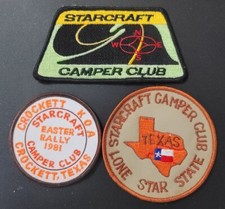 STARCRAFT
N
W E
S
CAMPER CLUB
CROCKETT KOA
STARCRAFT
EASTER
RALLY
1981
CAMPER CLUB
CROCKETT, TEXAS
STARCRAFT CAMPER CLUB
TEXAS
LONE STAR STATE